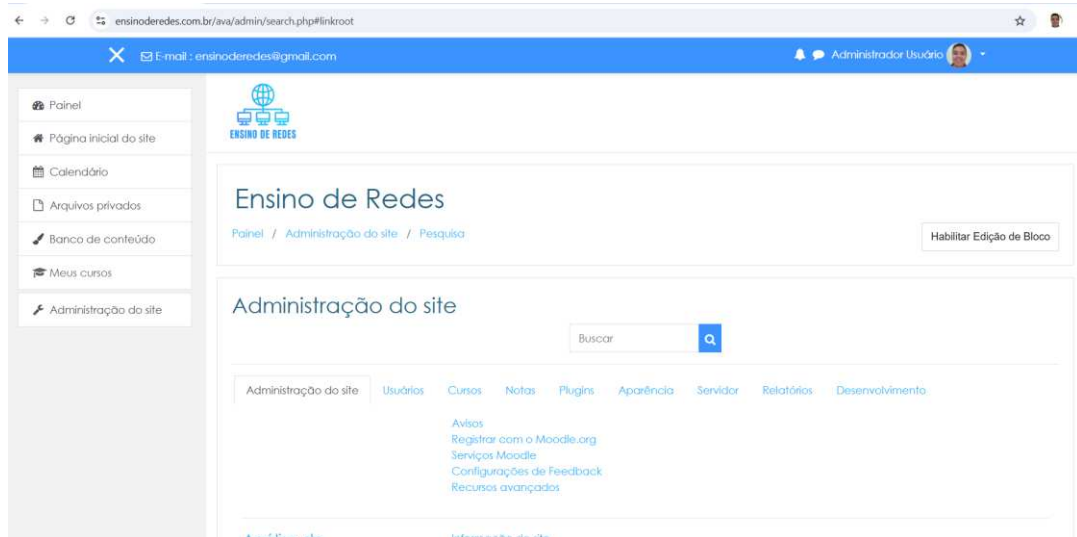 ensinoderedes.com.br/ava/admin/search.php#linkroot
E-mail : ensinoderedes@gmail.com
Administrador Usuário
Painel
Página inicial do site
Calendário
Arquivos privados
Banco de conteúdo
Meus cursos
Administração do site
ENSINO DE REDES
Ensino de Redes
Painel / Administração do site / Pesquisa
Habilitar Edição de Bloco
Administração do site
Buscar
Administração do site Usuários Cursos Notas Plugins Aparência Servidor Relatórios Desenvolvimento
Avisos
Registrar com o Moodle.org
Serviços Moodle
Configurações de Feedback
Recursos avançados